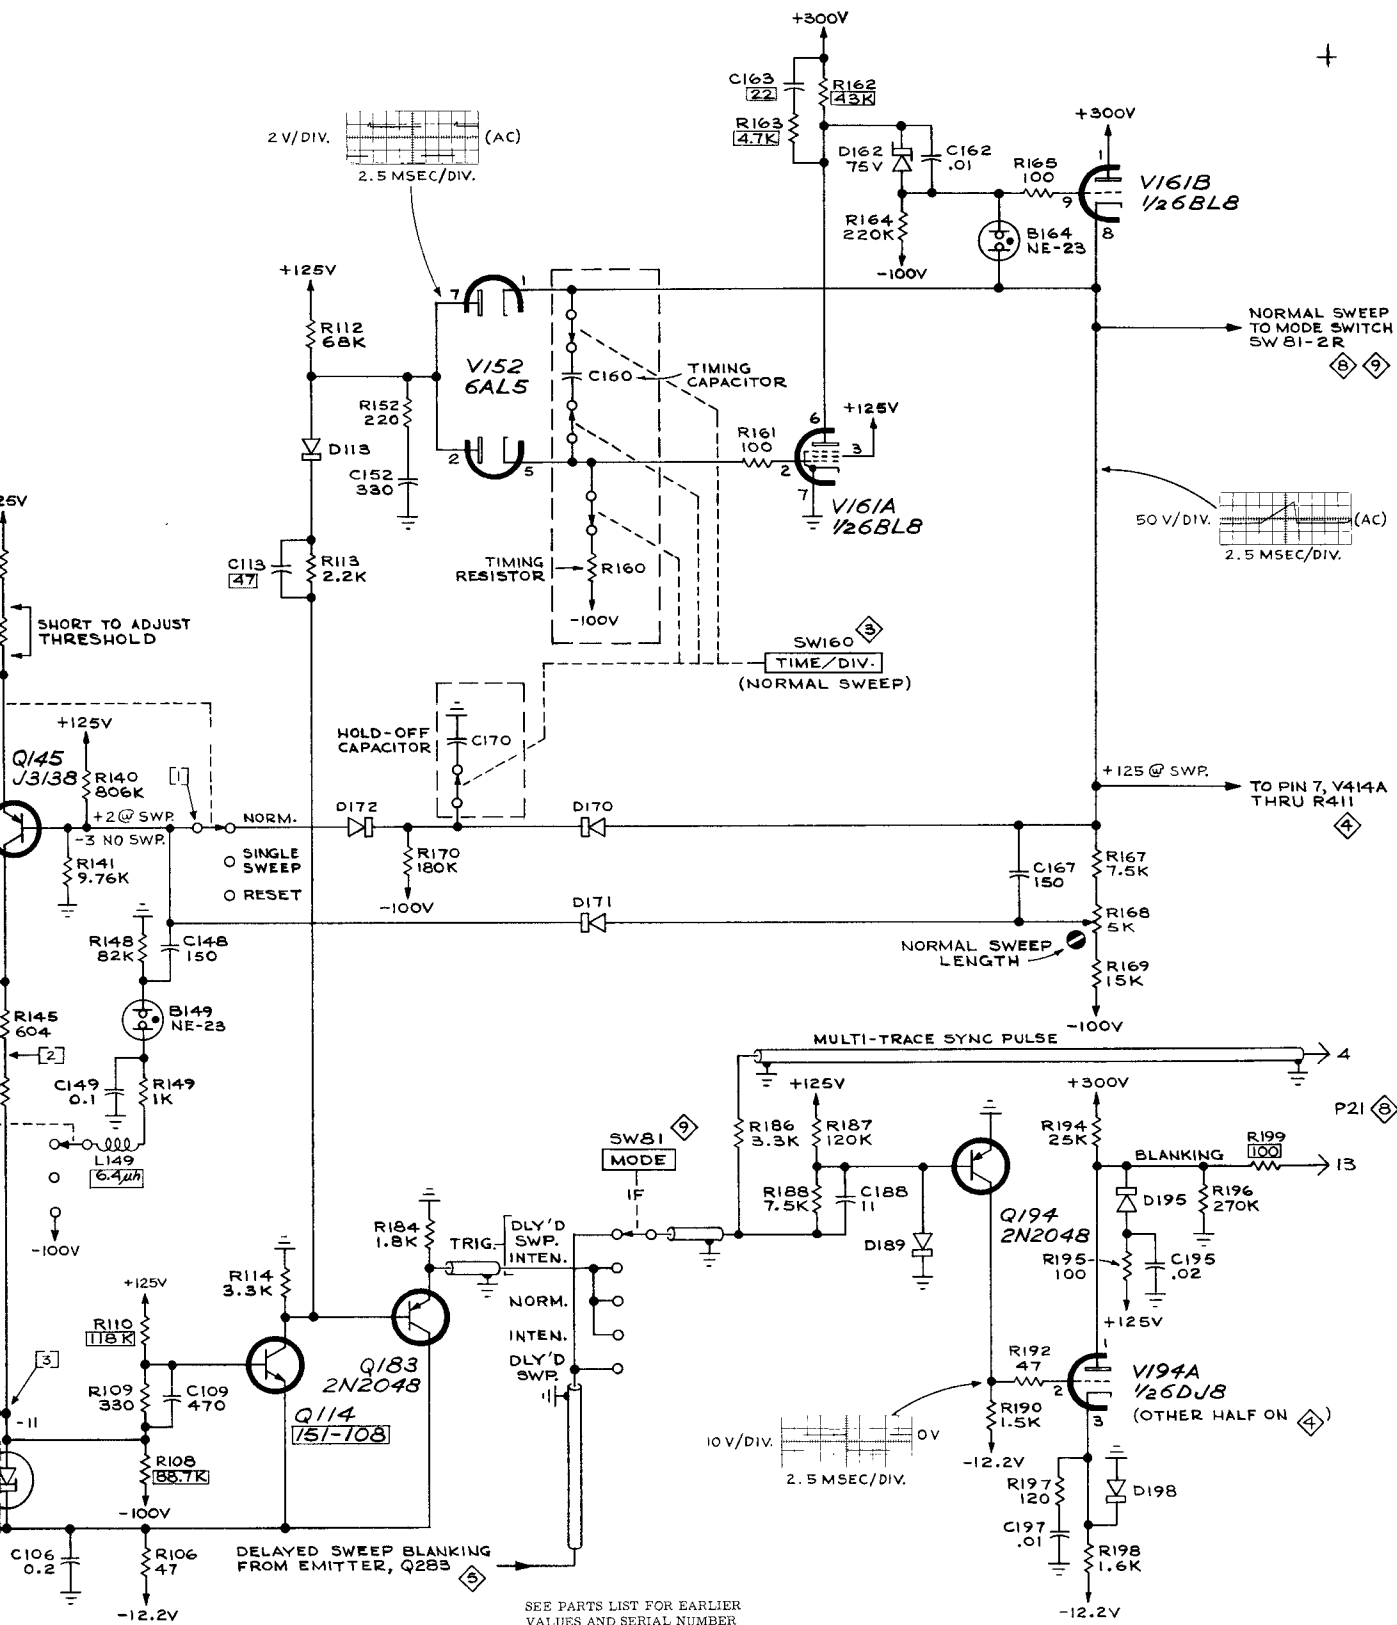 +300V
C163
22
R162
43K
R163
4.7K
+300V
2 V/DIV.
(AC)
2.5 MSEC/DIV.
D162
75V
C162
.01
R165
100
1
9
8
V161B
1/2 6BL8
R164
220K
B164
NE-23
-100V
+125V
R112
68K
7
1
V152
6AL5
2
5
C160
TIMING
CAPACITOR
NORMAL SWEEP
TO MODE SWITCH
SW 81-2R
8
9
R152
220
D113
C152
330
R161
100
6
+125V
3
2
7
V161A
1/2 6BL8
50 V/DIV.
(AC)
2.5 MSEC/DIV.
25V
C113
47
R113
2.2K
TIMING
RESISTOR
R160
-100V
SHORT TO ADJUST
THRESHOLD
SW160
3
TIME/DIV.
(NORMAL SWEEP)
+125V
Q145
J3138
R140
806K
1
HOLD-OFF
CAPACITOR
C170
+125 @ SWP.
TO PIN 7, V414A
THRU R411
4
+2 @ SWP.
-3 NO SWP.
NORM.
SINGLE
SWEEP
RESET
D172
D170
R141
9.76K
R170
180K
-100V
C167
150
R167
7.5K
D171
R168
5K
NORMAL SWEEP
LENGTH
R169
15K
-100V
R148
82K
C148
150
B149
NE-23
R145
604
2
C149
0.1
R149
1K
L149
6.4µh
-100V
MULTI-TRACE SYNC PULSE
4
P21
8
+125V
+300V
R186
3.3K
R187
120K
R194
25K
BLANKING
R199
100
13
SW81
9
MODE
1F
R188
7.5K
C188
11
D189
Q194
2N2048
D195
R196
270K
R195
100
C195
.02
+125V
R184
1.8K
TRIG.
DLY'D
SWP.
INTEN.
NORM.
INTEN.
DLY'D
SWP.
+125V
R114
3.3K
R110
118K
3
R109
330
C109
470
-11
Q183
2N2048
Q114
151-108
R108
88.7K
-100V
R192
47
1
2
3
V194A
1/2 6DJ8
(OTHER HALF ON 4)
R190
1.5K
-12.2V
10 V/DIV.
0V
2.5 MSEC/DIV.
R197
120
D198
C197
.01
R198
1.6K
-12.2V
C106
0.2
R106
47
-12.2V
DELAYED SWEEP BLANKING
FROM EMITTER, Q283
5
SEE PARTS LIST FOR EARLIER
VALUES AND SERIAL NUMBER